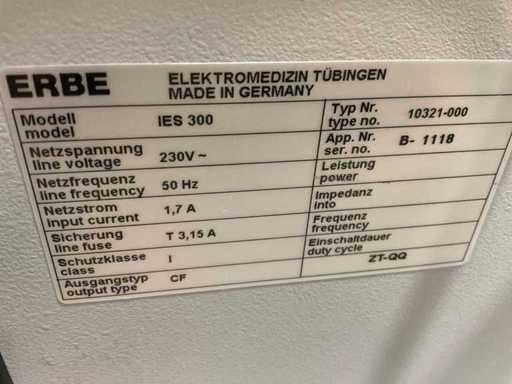 ERBE
ELEKTROMEDIZIN TÜBINGEN
MADE IN GERMANY
Modell
model
IES 300
Netzspannung
line voltage
230V ~
Netzfrequenz
line frequency
50 Hz
Netzstrom
input current
1,7 A
Sicherung
line fuse
T 3,15 A
Schutzklasse
class
I
Ausgangstyp
output type
CF
Typ Nr.
type no.
10321-000
App. Nr.
ser. no.
B- 1118
Leistung
power
Impedanz
into
Frequenz
frequency
Einschaltdauer
duty cycle
ZT-QQ